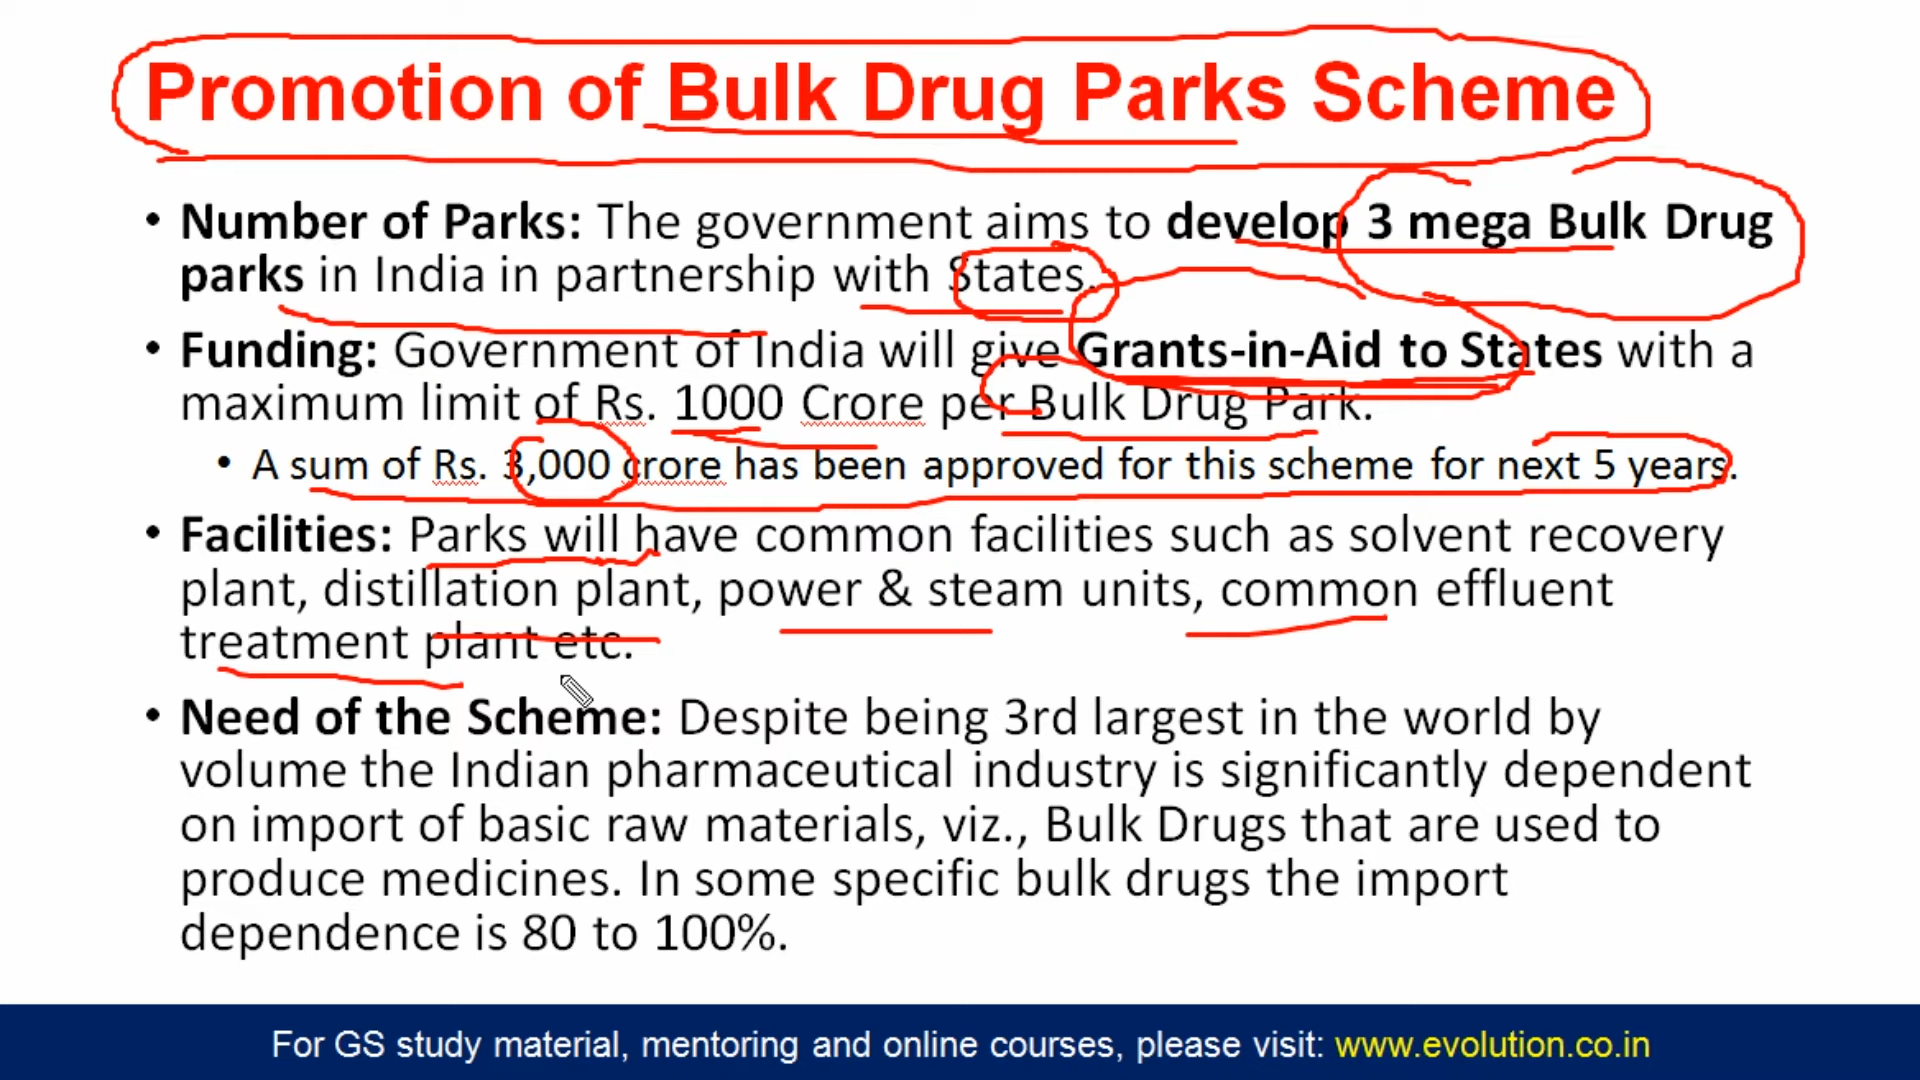 Promotion of Bulk Drug Parks Scheme
• Number of Parks: The government aims to develop 3 mega Bulk Drug
parks in India in partnership with States.
• Funding: Government of India will give Grants-in-Aid to States with a
maximum limit of Rs. 1000 Crore per Bulk Drug Park.
• A sum of Rs. 3,000 crore has been approved for this scheme for next 5 years.
• Facilities: Parks will have common facilities such as solvent recovery
plant, distillation plant, power & steam units, common effluent
treatment plant etc.
• Need of the Scheme: Despite being 3rd largest in the world by
volume the Indian pharmaceutical industry is significantly dependent
on import of basic raw materials, viz., Bulk Drugs that are used to
produce medicines. In some specific bulk drugs the import
dependence is 80 to 100%.
For GS study material, mentoring and online courses, please visit: www.evolution.co.in